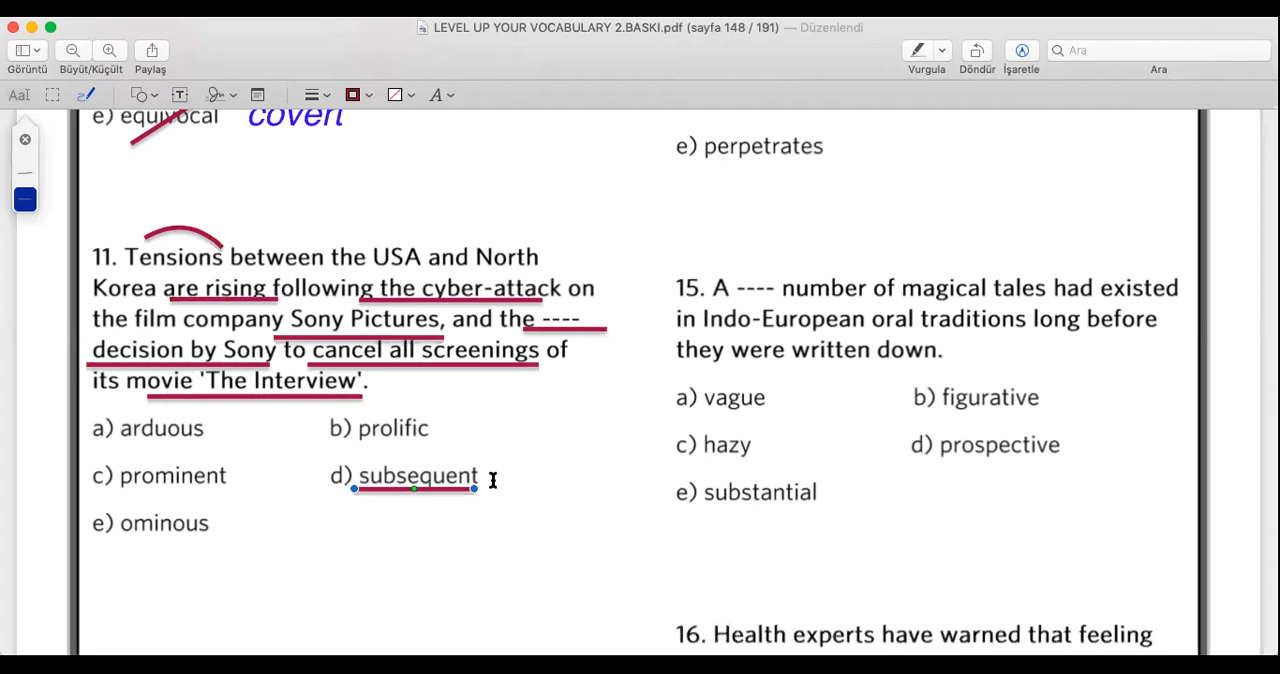 LEVEL UP YOUR VOCABULARY 2.BASKI.pdf (sayfa 148 / 191) — Düzenlendi
Ara
Görüntü Büyüt/Küçült Paylaş Vurgula Döndür İşaretle Ara
e) equivocal covert
11. Tensions between the USA and North
Korea are rising following the cyber-attack on
the film company Sony Pictures, and the ----
decision by Sony to cancel all screenings of
its movie 'The Interview'.
a) arduous b) prolific
c) prominent d) subsequent
e) ominous
e) perpetrates
15. A ---- number of magical tales had existed
in Indo-European oral traditions long before
they were written down.
a) vague b) figurative
c) hazy d) prospective
e) substantial
16. Health experts have warned that feeling